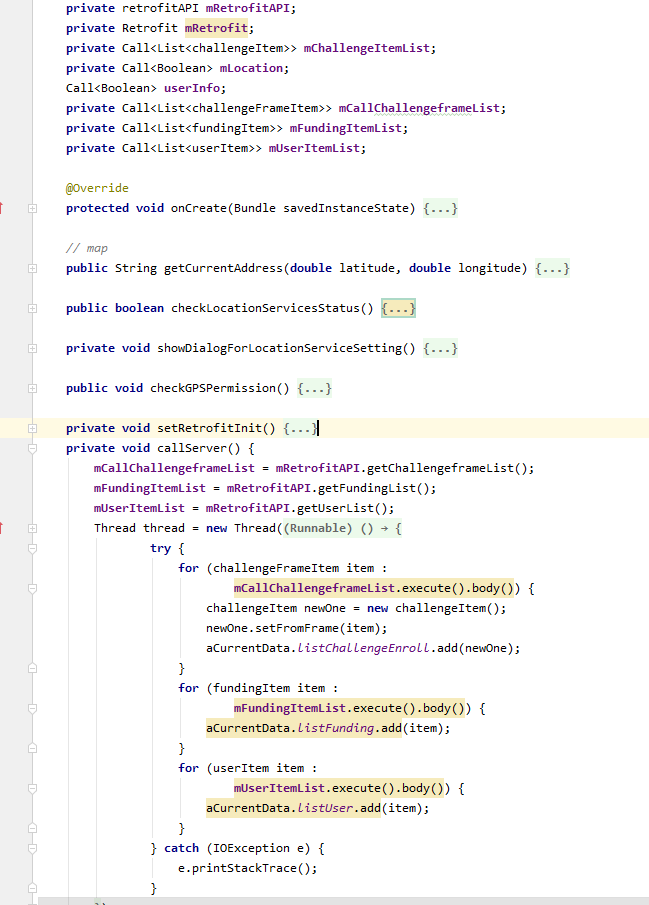 private retrofitAPI mRetrofitAPI;
private Retrofit mRetrofit;
private Call<List<challengeItem>> mChallengeItemList;
private Call<Boolean> mLocation;
Call<Boolean> userInfo;
private Call<List<challengeFrameItem>> mCallChallengeframeList;
private Call<List<fundingItem>> mFundingItemList;
private Call<List<userItem>> mUserItemList;
@Override
protected void onCreate(Bundle savedInstanceState) {...}
// map
public String getCurrentAddress(double latitude, double longitude) {...}
public boolean checkLocationServicesStatus() {...}
private void showDialogForLocationServiceSetting() {...}
public void checkGPSPermission() {...}
private void setRetrofitInit() {...}
private void callServer() {
mCallChallengeframeList = mRetrofitAPI.getChallengeframeList();
mFundingItemList = mRetrofitAPI.getFundingList();
mUserItemList = mRetrofitAPI.getUserList();
Thread thread = new Thread((Runnable) () → {
try {
for (challengeFrameItem item :
mCallChallengeframeList.execute().body()) {
challengeItem newOne = new challengeItem();
newOne.setFromFrame(item);
aCurrentData.listChallengeEnroll.add(newOne);
}
for (fundingItem item :
mFundingItemList.execute().body()) {
aCurrentData.listFunding.add(item);
}
for (userItem item :
mUserItemList.execute().body()) {
aCurrentData.listUser.add(item);
}
} catch (IOException e) {
e.printStackTrace();
}